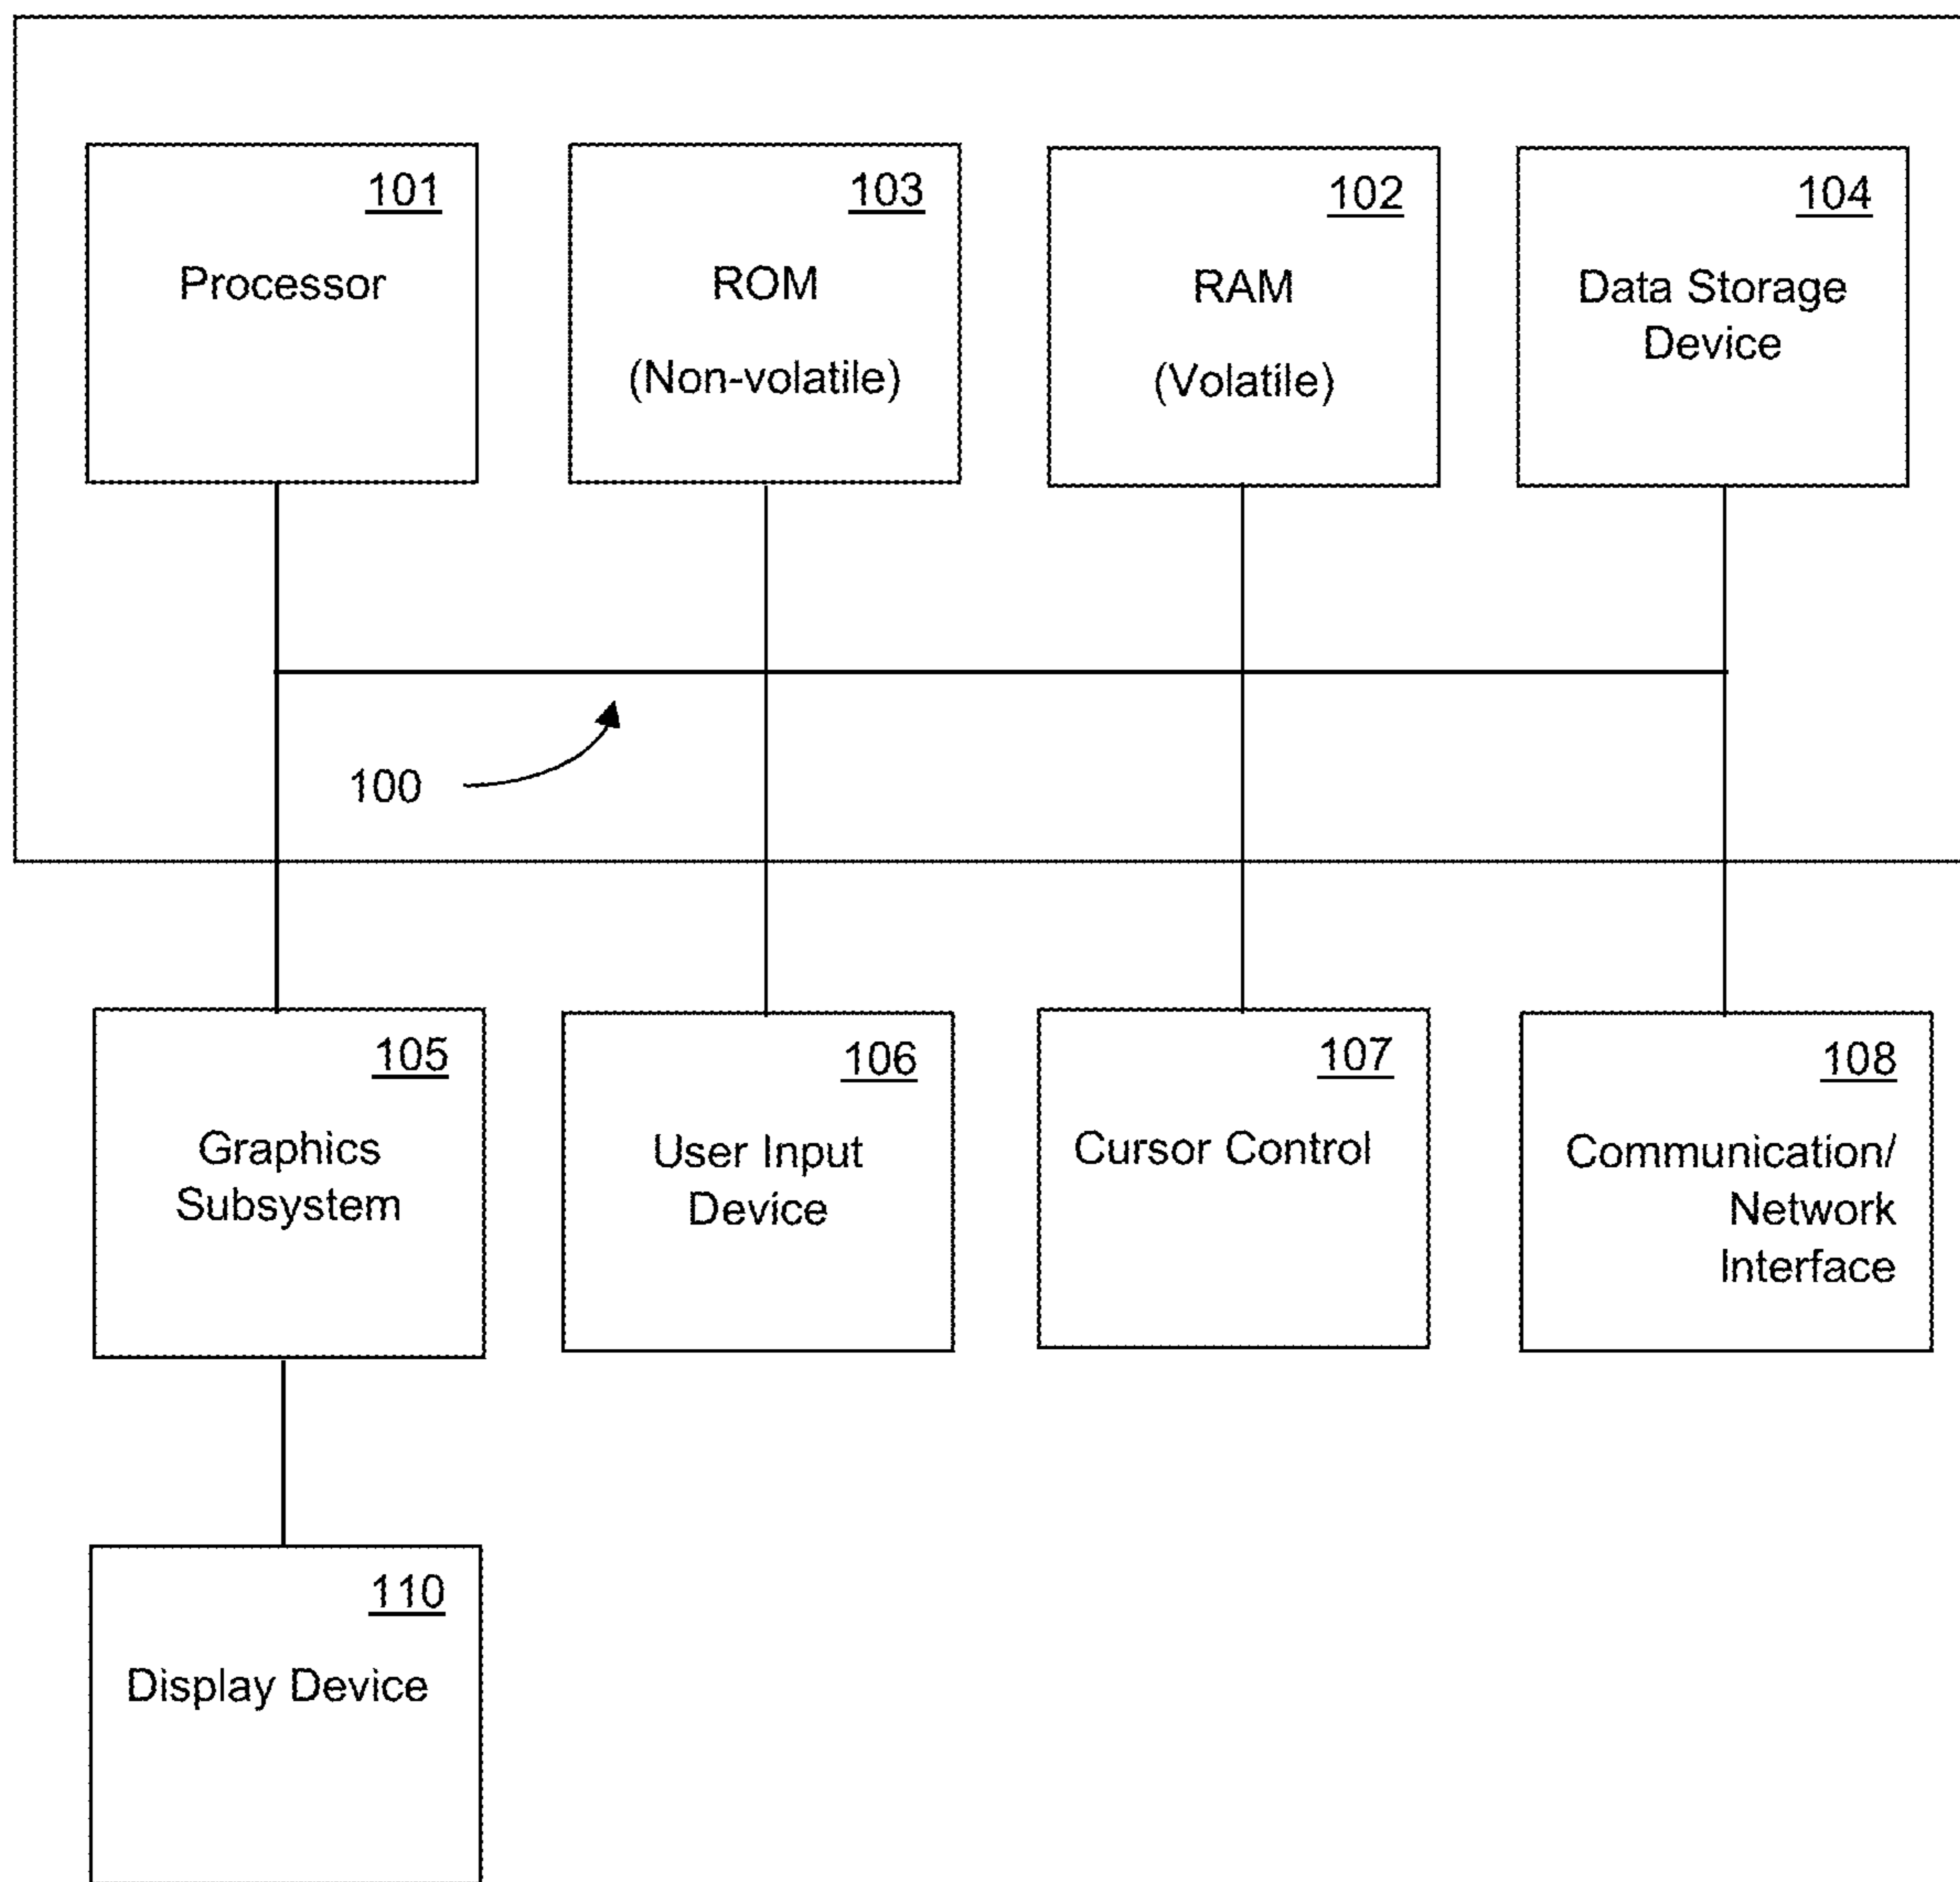 101
Processor
103
ROM
(Non-volatile)
102
RAM
(Volatile)
104
Data Storage
Device
100
105
Graphics
Subsystem
106
User Input
Device
107
Cursor Control
108
Communication/
Network
Interface
110
Display Device